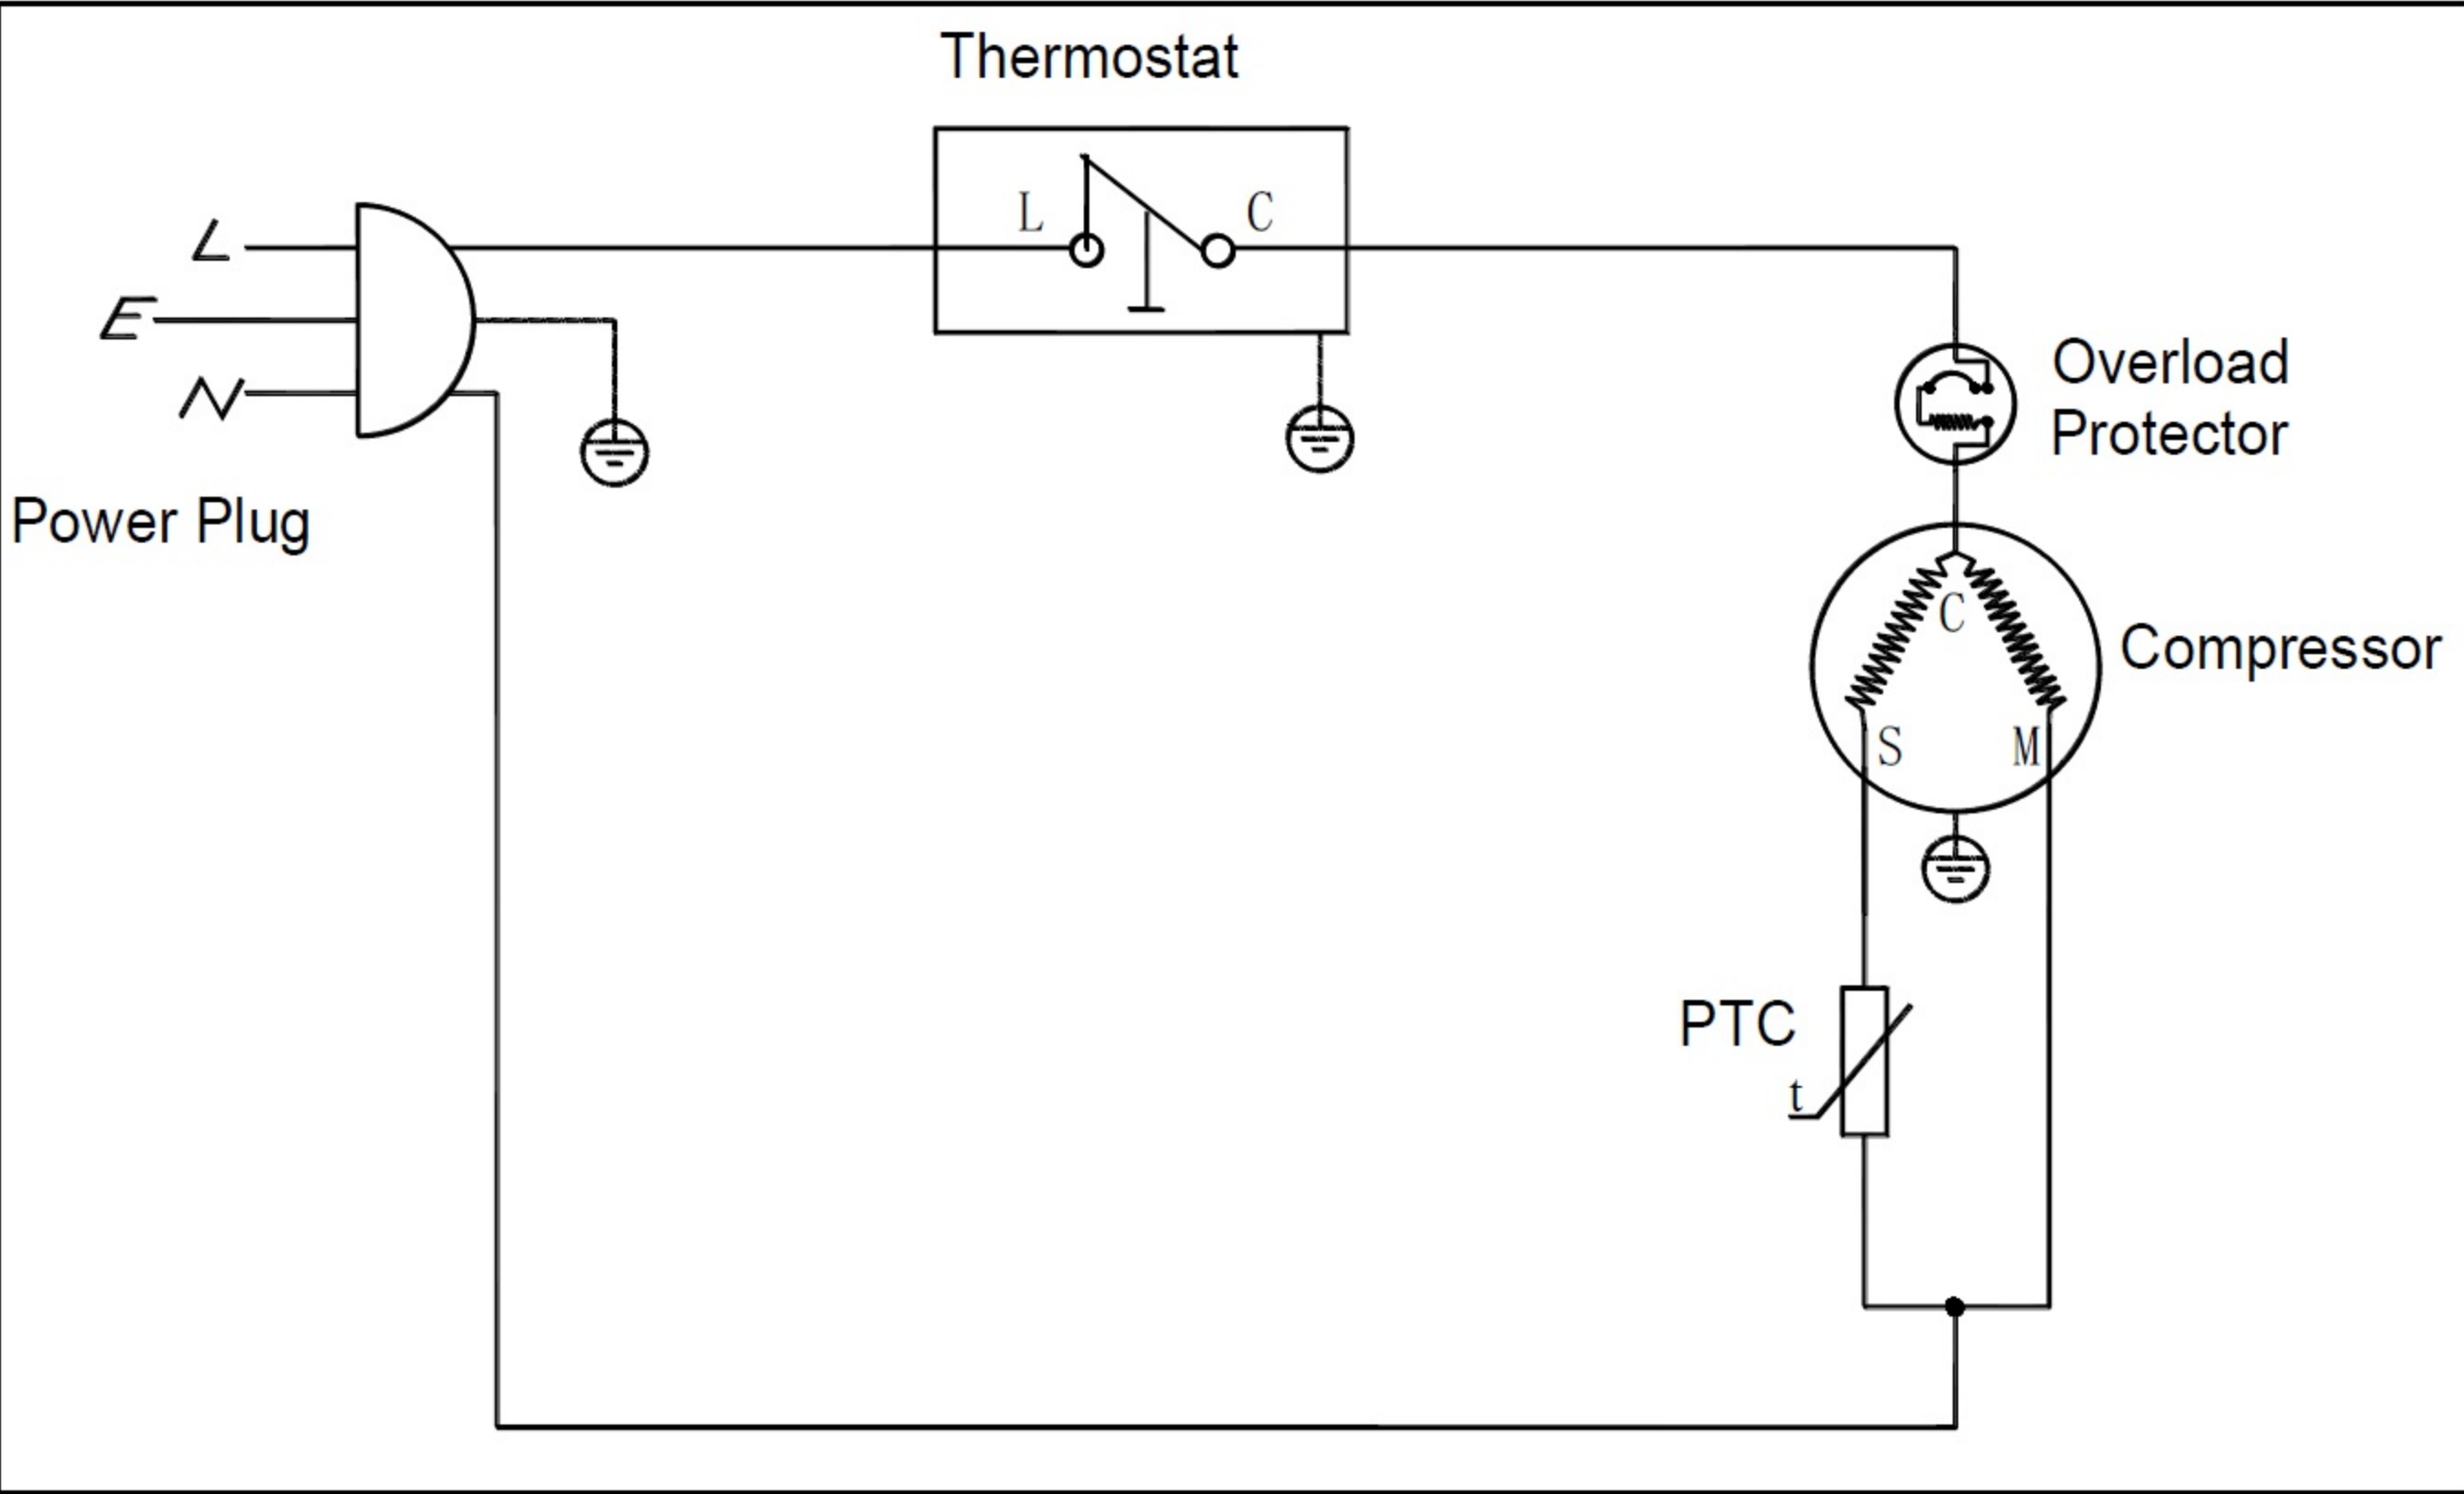 Thermostat
L
C
L
E
N
Power Plug
Overload
Protector
C
Compressor
S
M
PTC
t